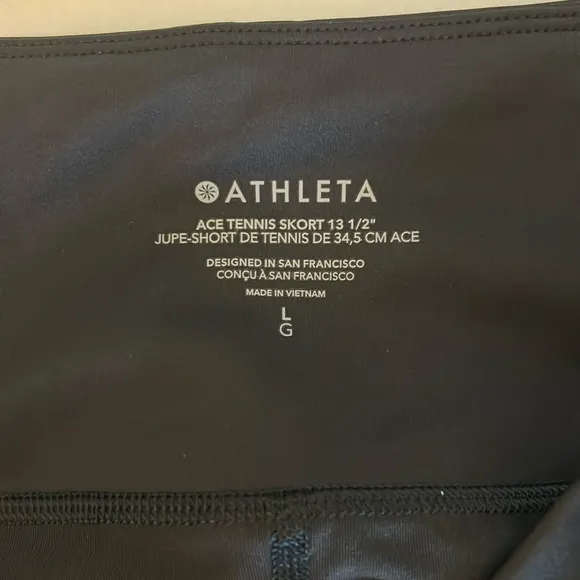 ATHLETA
ACE TENNIS SKORT 13 1/2"
JUPE-SHORT DE TENNIS DE 34,5 CM ACE
DESIGNED IN SAN FRANCISCO
CONÇU À SAN FRANCISCO
MADE IN VIETNAM
L
G